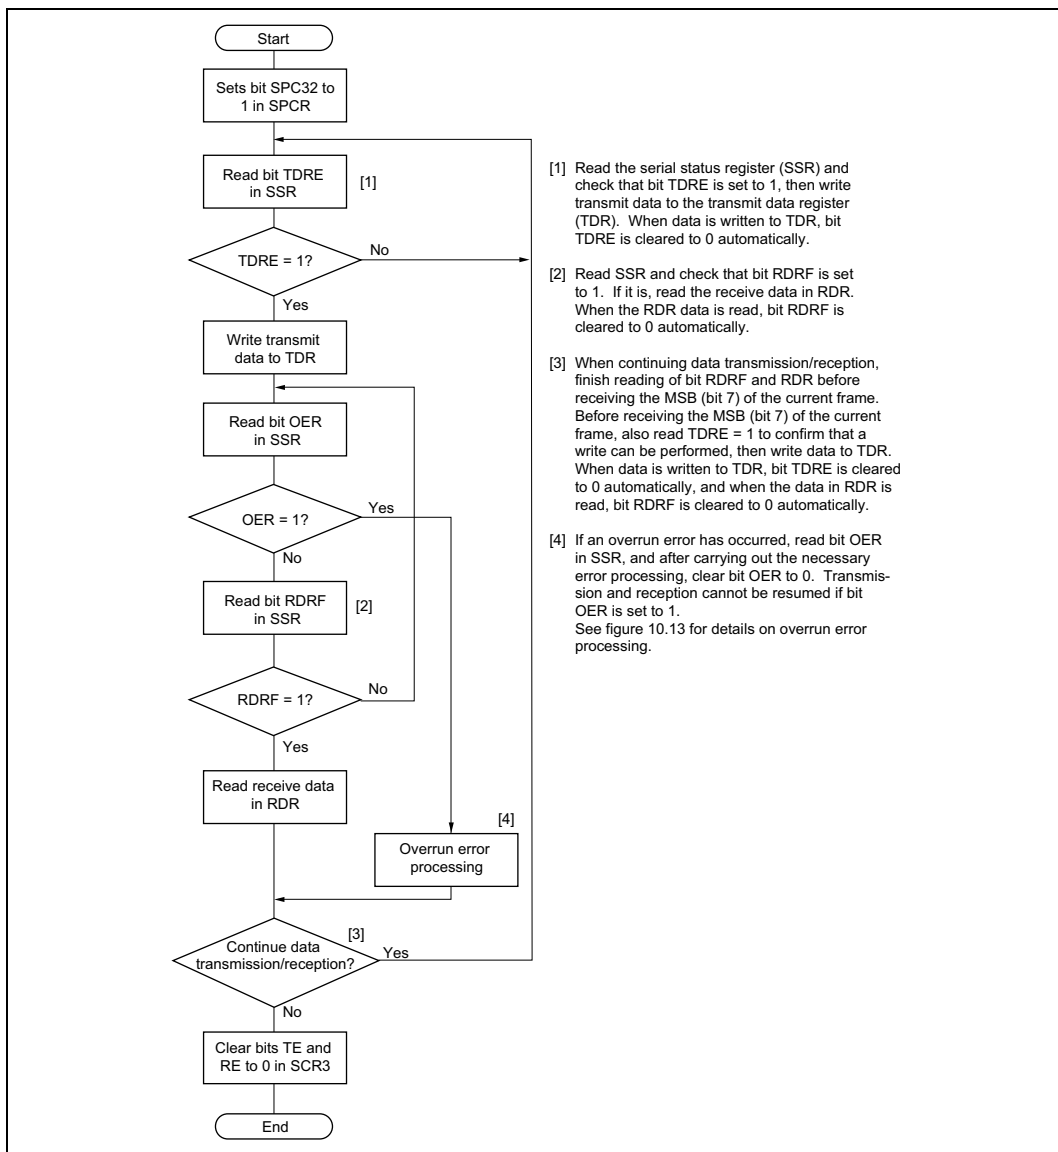 Start
Sets bit SPC32 to
1 in SPCR
Read bit TDRE
in SSR
[1]
TDRE = 1?
No
Yes
Write transmit
data to TDR
Read bit OER
in SSR
OER = 1?
Yes
No
Read bit RDRF
in SSR
[2]
RDRF = 1?
No
Yes
Read receive data
in RDR
[4]
Overrun error
processing
Continue data
transmission/reception?
[3]
Yes
No
Clear bits TE and
RE to 0 in SCR3
End
[1] Read the serial status register (SSR) and
check that bit TDRE is set to 1, then write
transmit data to the transmit data register
(TDR). When data is written to TDR, bit
TDRE is cleared to 0 automatically.
[2] Read SSR and check that bit RDRF is set
to 1. If it is, read the receive data in RDR.
When the RDR data is read, bit RDRF is
cleared to 0 automatically.
[3] When continuing data transmission/reception,
finish reading of bit RDRF and RDR before
receiving the MSB (bit 7) of the current frame.
Before receiving the MSB (bit 7) of the current
frame, also read TDRE = 1 to confirm that a
write can be performed, then write data to TDR.
When data is written to TDR, bit TDRE is cleared
to 0 automatically, and when the data in RDR is
read, bit RDRF is cleared to 0 automatically.
[4] If an overrun error has occurred, read bit OER
in SSR, and after carrying out the necessary
error processing, clear bit OER to 0. Transmis-
sion and reception cannot be resumed if bit
OER is set to 1.
See figure 10.13 for details on overrun error
processing.